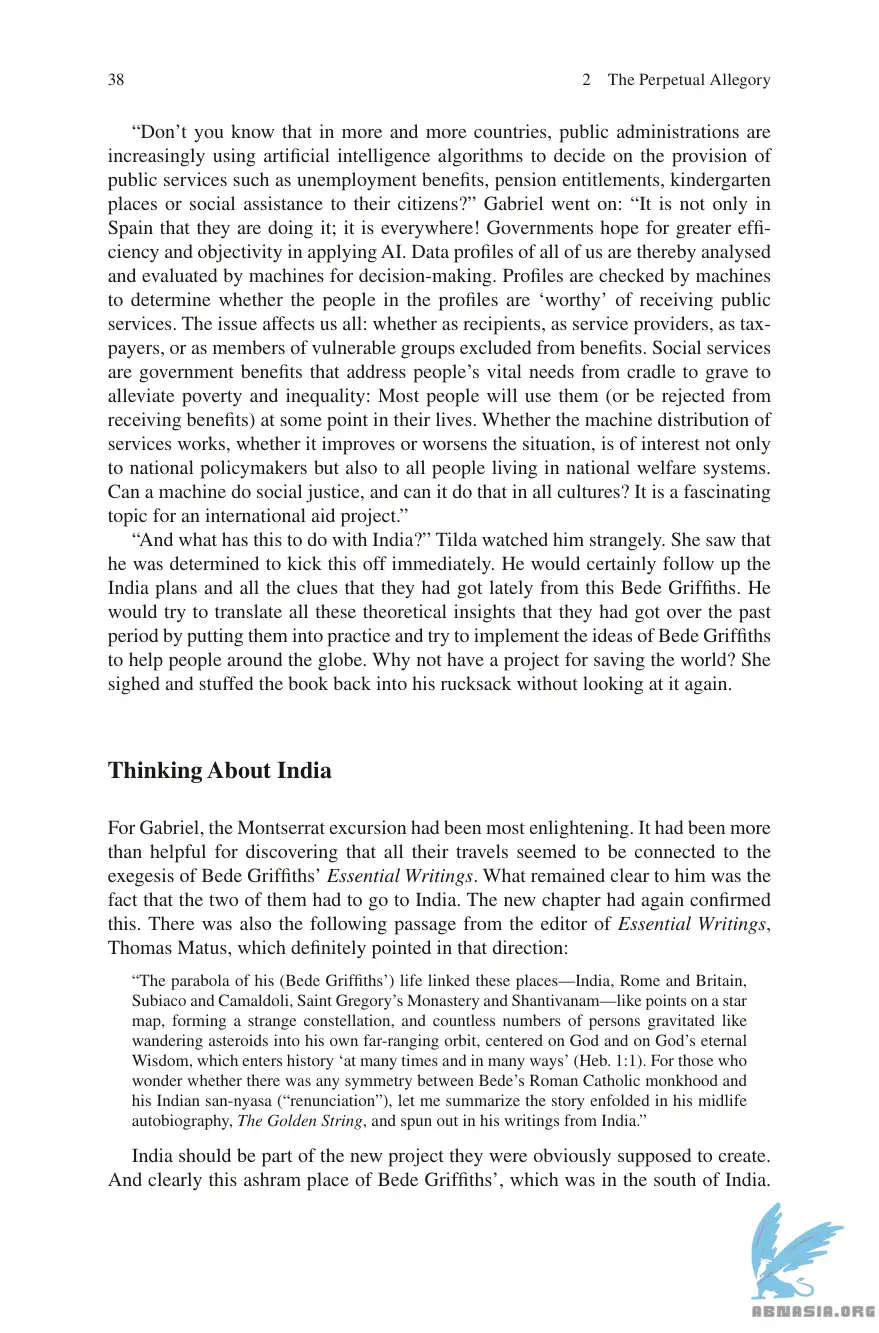 38
2 The Perpetual Allegory
“Don’t you know that in more and more countries, public administrations are
increasingly using artificial intelligence algorithms to decide on the provision of
public services such as unemployment benefits, pension entitlements, kindergarten
places or social assistance to their citizens?” Gabriel went on: “It is not only in
Spain that they are doing it; it is everywhere! Governments hope for greater effi-
ciency and objectivity in applying AI. Data profiles of all of us are thereby analysed
and evaluated by machines for decision-making. Profiles are checked by machines
to determine whether the people in the profiles are ‘worthy’ of receiving public
services. The issue affects us all: whether as recipients, as service providers, as tax-
payers, or as members of vulnerable groups excluded from benefits. Social services
are government benefits that address people’s vital needs from cradle to grave to
alleviate poverty and inequality: Most people will use them (or be rejected from
receiving benefits) at some point in their lives. Whether the machine distribution of
services works, whether it improves or worsens the situation, is of interest not only
to national policymakers but also to all people living in national welfare systems.
Can a machine do social justice, and can it do that in all cultures? It is a fascinating
topic for an international aid project.”
“And what has this to do with India?” Tilda watched him strangely. She saw that
he was determined to kick this off immediately. He would certainly follow up the
India plans and all the clues that they had got lately from this Bede Griffiths. He
would try to translate all these theoretical insights that they had got over the past
period by putting them into practice and try to implement the ideas of Bede Griffiths
to help people around the globe. Why not have a project for saving the world? She
sighed and stuffed the book back into his rucksack without looking at it again.
Thinking About India
For Gabriel, the Montserrat excursion had been most enlightening. It had been more
than helpful for discovering that all their travels seemed to be connected to the
exegesis of Bede Griffiths’ Essential Writings. What remained clear to him was the
fact that the two of them had to go to India. The new chapter had again confirmed
this. There was also the following passage from the editor of Essential Writings,
Thomas Matus, which definitely pointed in that direction:
“The parabola of his (Bede Griffiths’) life linked these places—India, Rome and Britain,
Subiaco and Camaldoli, Saint Gregory’s Monastery and Shantivanam—like points on a star
map, forming a strange constellation, and countless numbers of persons gravitated like
wandering asteroids into his own far-ranging orbit, centered on God and on God’s eternal
Wisdom, which enters history ‘at many times and in many ways’ (Heb. 1:1). For those who
wonder whether there was any symmetry between Bede’s Roman Catholic monkhood and
his Indian san-nyasa (“renunciation”), let me summarize the story enfolded in his midlife
autobiography, The Golden String, and spun out in his writings from India.”
India should be part of the new project they were obviously supposed to create.
And clearly this ashram place of Bede Griffiths’, which was in the south of India.
ABNASIA.ORG